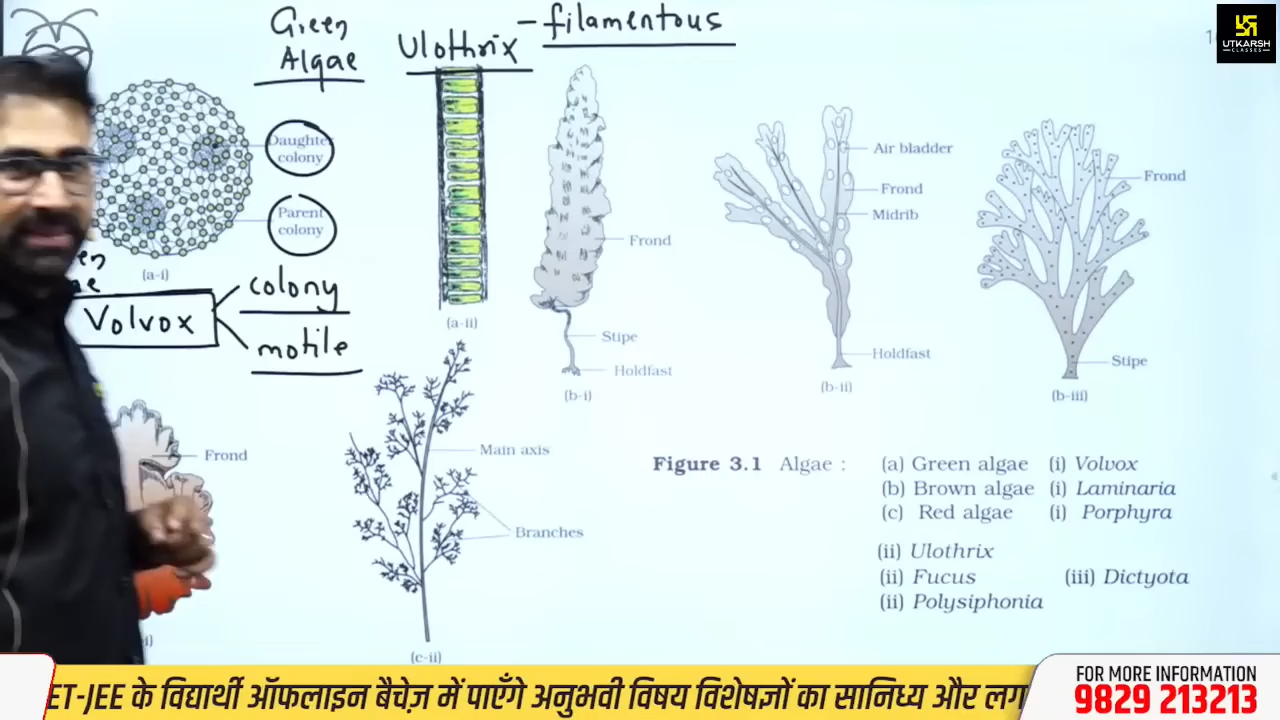 Green
Algae
Ulothrix
- filamentous
UTKARSH
CLASSES
Daughter
colony
Parent
colony
(a-i)
Volvox
colony
motile
(a-ii)
Frond
Stipe
Holdfast
(b-i)
Air bladder
Frond
Midrib
Holdfast
(b-ii)
Frond
Stipe
(b-iii)
Frond
Main axis
Branches
(c-ii)
Figure 3.1 Algae : (a) Green algae (i) Volvox
(b) Brown algae (i) Laminaria
(c) Red algae (i) Porphyra
(ii) Ulothrix
(ii) Fucus (iii) Dictyota
(ii) Polysiphonia
ET-JEE के विद्यार्थी ऑफलाइन बैचेज़ में पाएँगे अनुभवी विषय विशेषज्ञों का सानिध्य और लग
FOR MORE INFORMATION
9829 213213